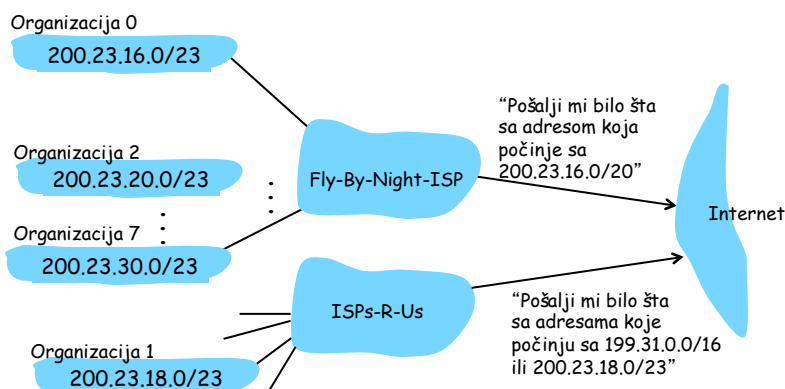 Organizacija 0
200.23.16.0/23
Organizacija 2
200.23.20.0/23
Organizacija 7
200.23.30.0/23
Organizacija 1
200.23.18.0/23
Fly-By-Night-ISP
ISPs-R-Us
“Pošalji mi bilo šta
sa adresom koja
počinje sa
200.23.16.0/20”
“Pošalji mi bilo šta
sa adresama koje
počinju sa 199.31.0.0/16
ili 200.23.18.0/23”
Internet